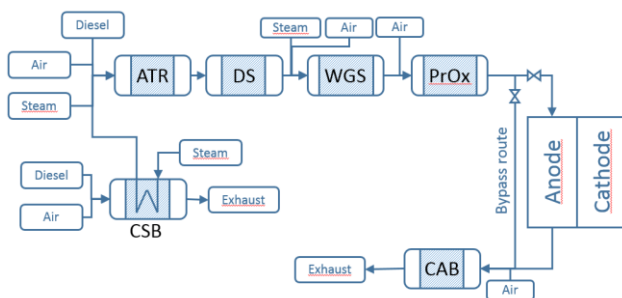 Diesel
Air
Steam
ATR
DS
Steam
Air
WGS
Air
PrOx
Bypass route
Anode
Cathode
Diesel
Air
Steam
CSB
Exhaust
Exhaust
CAB
Air